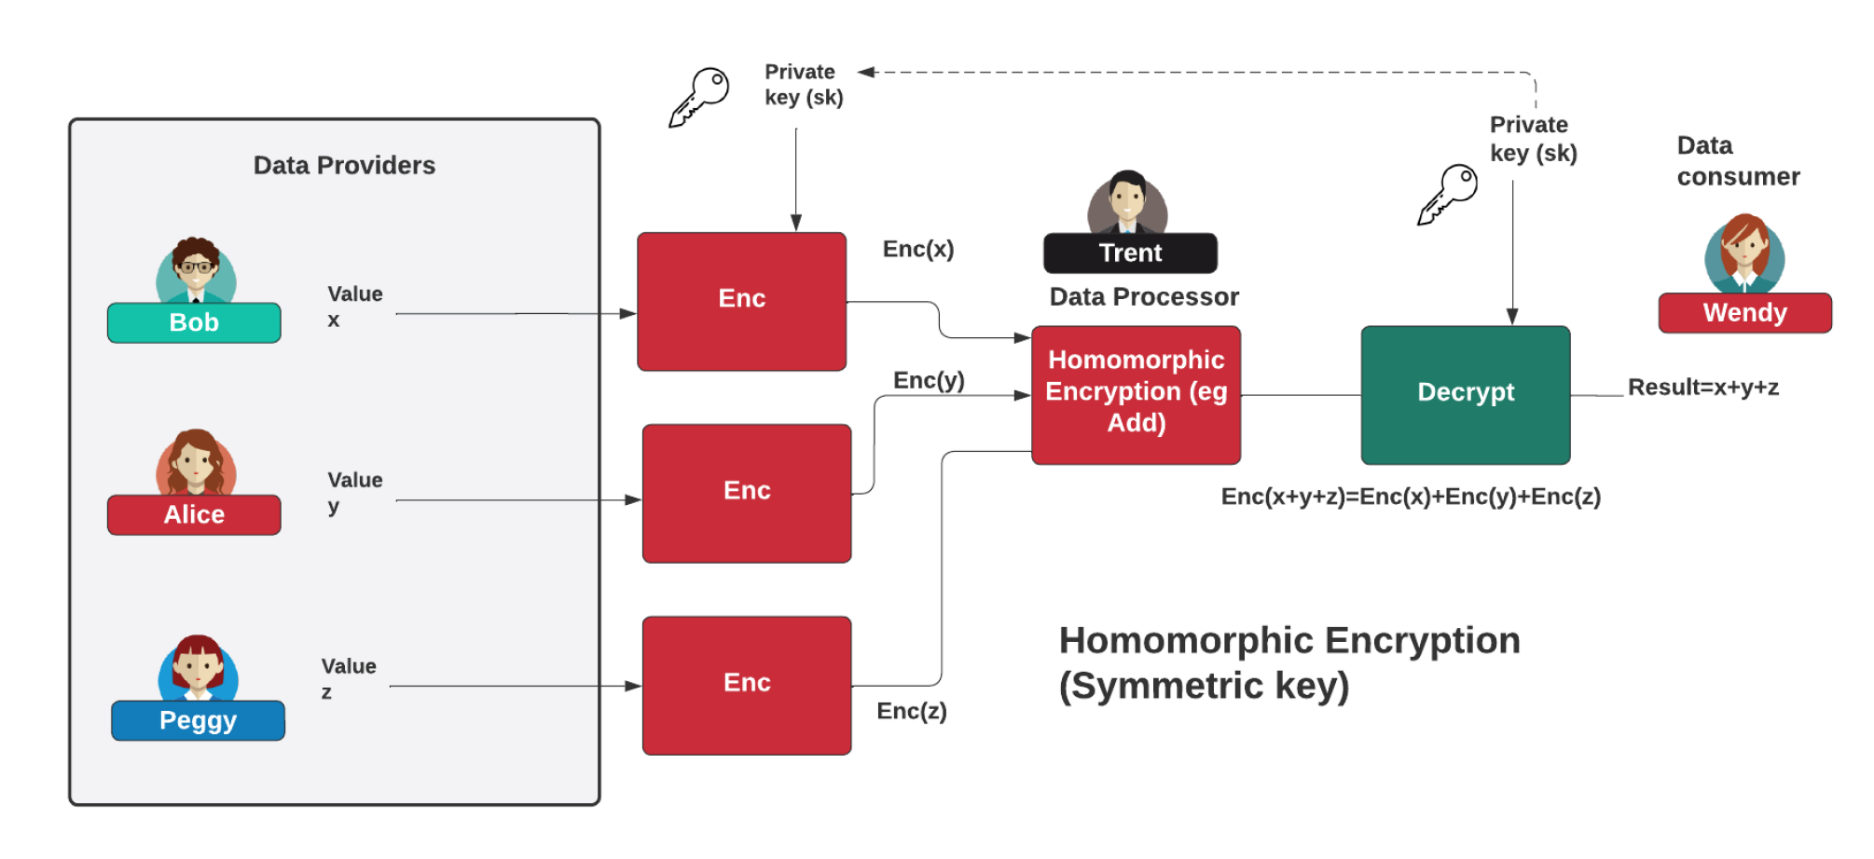 Private
key (sk)
Private
key (sk)
Data
consumer
Data Providers
Bob
Value
x
Enc
Enc(x)
Trent
Data Processor
Wendy
Homomorphic
Encryption (eg
Add)
Enc(y)
Decrypt
Result=x+y+z
Alice
Value
y
Enc
Enc(x+y+z)=Enc(x)+Enc(y)+Enc(z)
Peggy
Value
z
Enc
Enc(z)
Homomorphic Encryption
(Symmetric key)